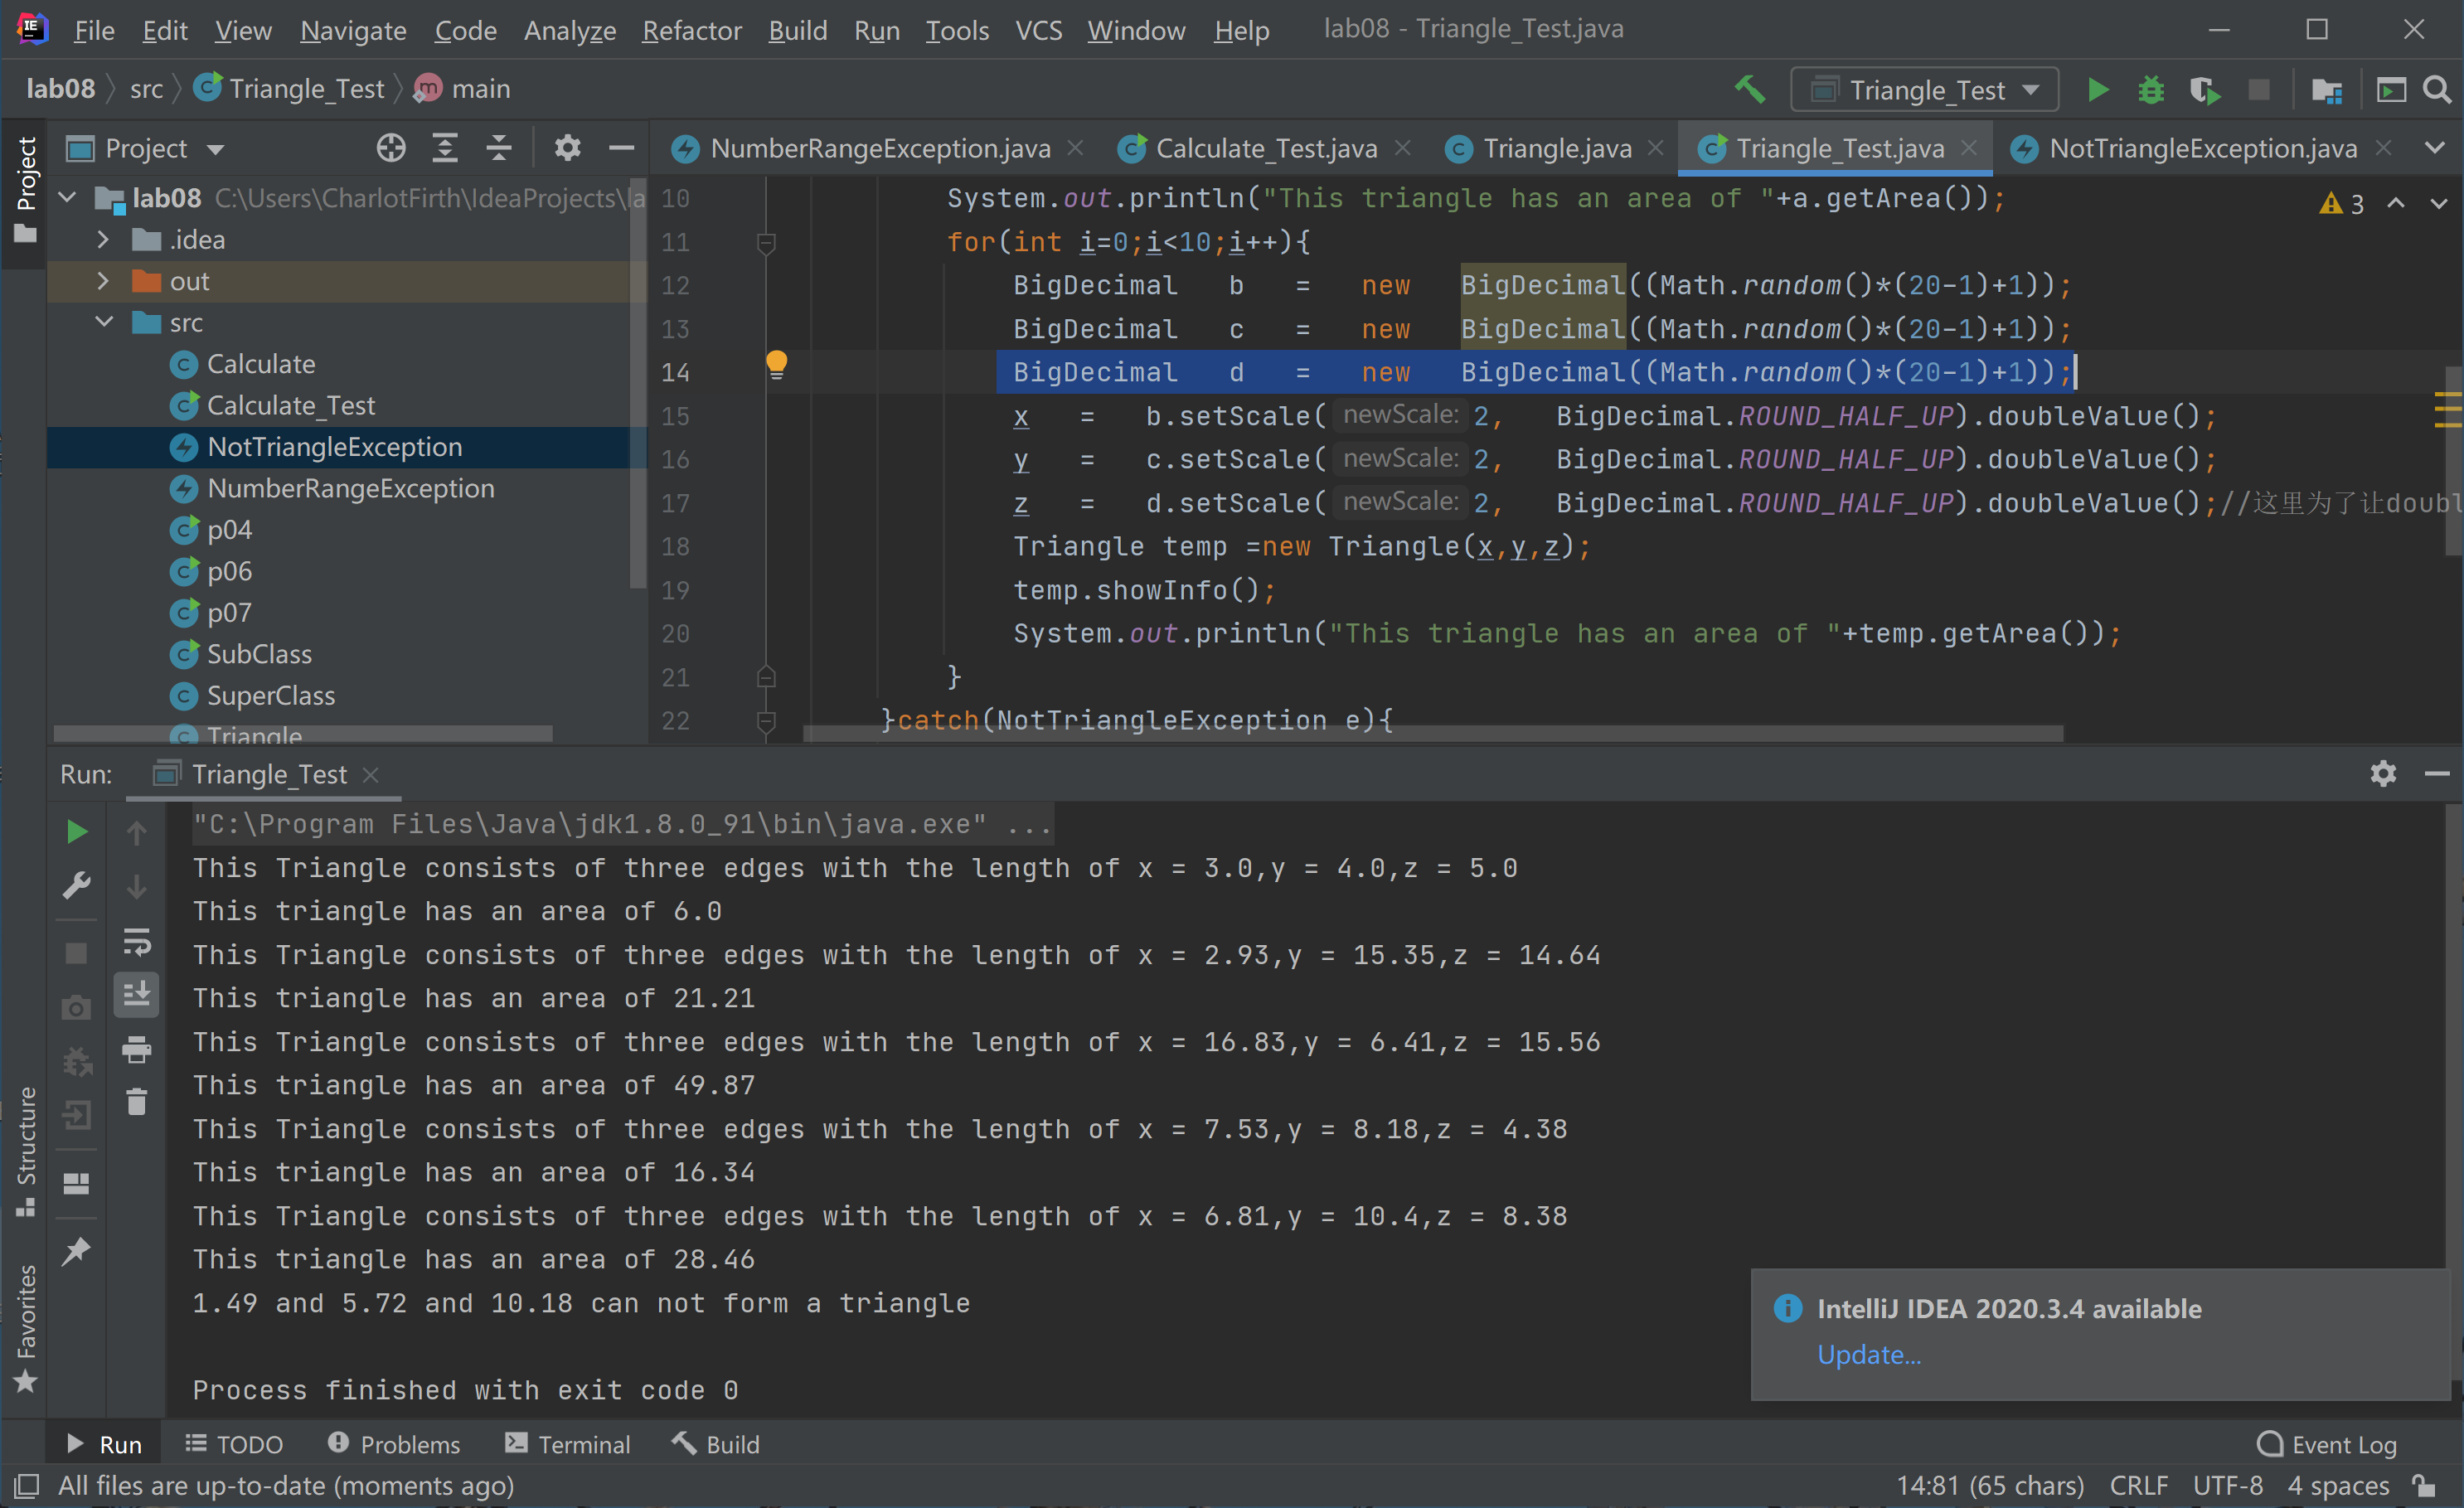 File Edit View Navigate Code Analyze Refactor Build Run Tools VCS Window Help lab08 - Triangle_Test.java
lab08 src Triangle_Test main
Triangle_Test
Project
Project
NumberRangeException.java Calculate_Test.java Triangle.java Triangle_Test.java NotTriangleException.java
lab08 C:\Users\CharlotFirth\IdeaProjects\la
.idea
out
src
Calculate
Calculate_Test
NotTriangleException
NumberRangeException
p04
p06
p07
SubClass
SuperClass
Triangle
3
10 System.out.println("This triangle has an area of "+a.getArea());
11 for(int i=0;i<10;i++){
12 BigDecimal b = new BigDecimal((Math.random()*(20-1)+1));
13 BigDecimal c = new BigDecimal((Math.random()*(20-1)+1));
14 BigDecimal d = new BigDecimal((Math.random()*(20-1)+1));
15 x = b.setScale( newScale: 2, BigDecimal.ROUND_HALF_UP).doubleValue();
16 y = c.setScale( newScale: 2, BigDecimal.ROUND_HALF_UP).doubleValue();
17 z = d.setScale( newScale: 2, BigDecimal.ROUND_HALF_UP).doubleValue();//这里为了让doubl
18 Triangle temp =new Triangle(x,y,z);
19 temp.showInfo();
20 System.out.println("This triangle has an area of "+temp.getArea());
21 }
22 }catch(NotTriangleException e){
Run: Triangle_Test
"C:\Program Files\Java\jdk1.8.0_91\bin\java.exe" ...
This Triangle consists of three edges with the length of x = 3.0,y = 4.0,z = 5.0
This triangle has an area of 6.0
This Triangle consists of three edges with the length of x = 2.93,y = 15.35,z = 14.64
This triangle has an area of 21.21
This Triangle consists of three edges with the length of x = 16.83,y = 6.41,z = 15.56
This triangle has an area of 49.87
This Triangle consists of three edges with the length of x = 7.53,y = 8.18,z = 4.38
This triangle has an area of 16.34
This Triangle consists of three edges with the length of x = 6.81,y = 10.4,z = 8.38
This triangle has an area of 28.46
1.49 and 5.72 and 10.18 can not form a triangle
Process finished with exit code 0
Structure
Favorites
IntelliJ IDEA 2020.3.4 available
Update...
Run TODO Problems Terminal Build Event Log
All files are up-to-date (moments ago) 14:81 (65 chars) CRLF UTF-8 4 spaces